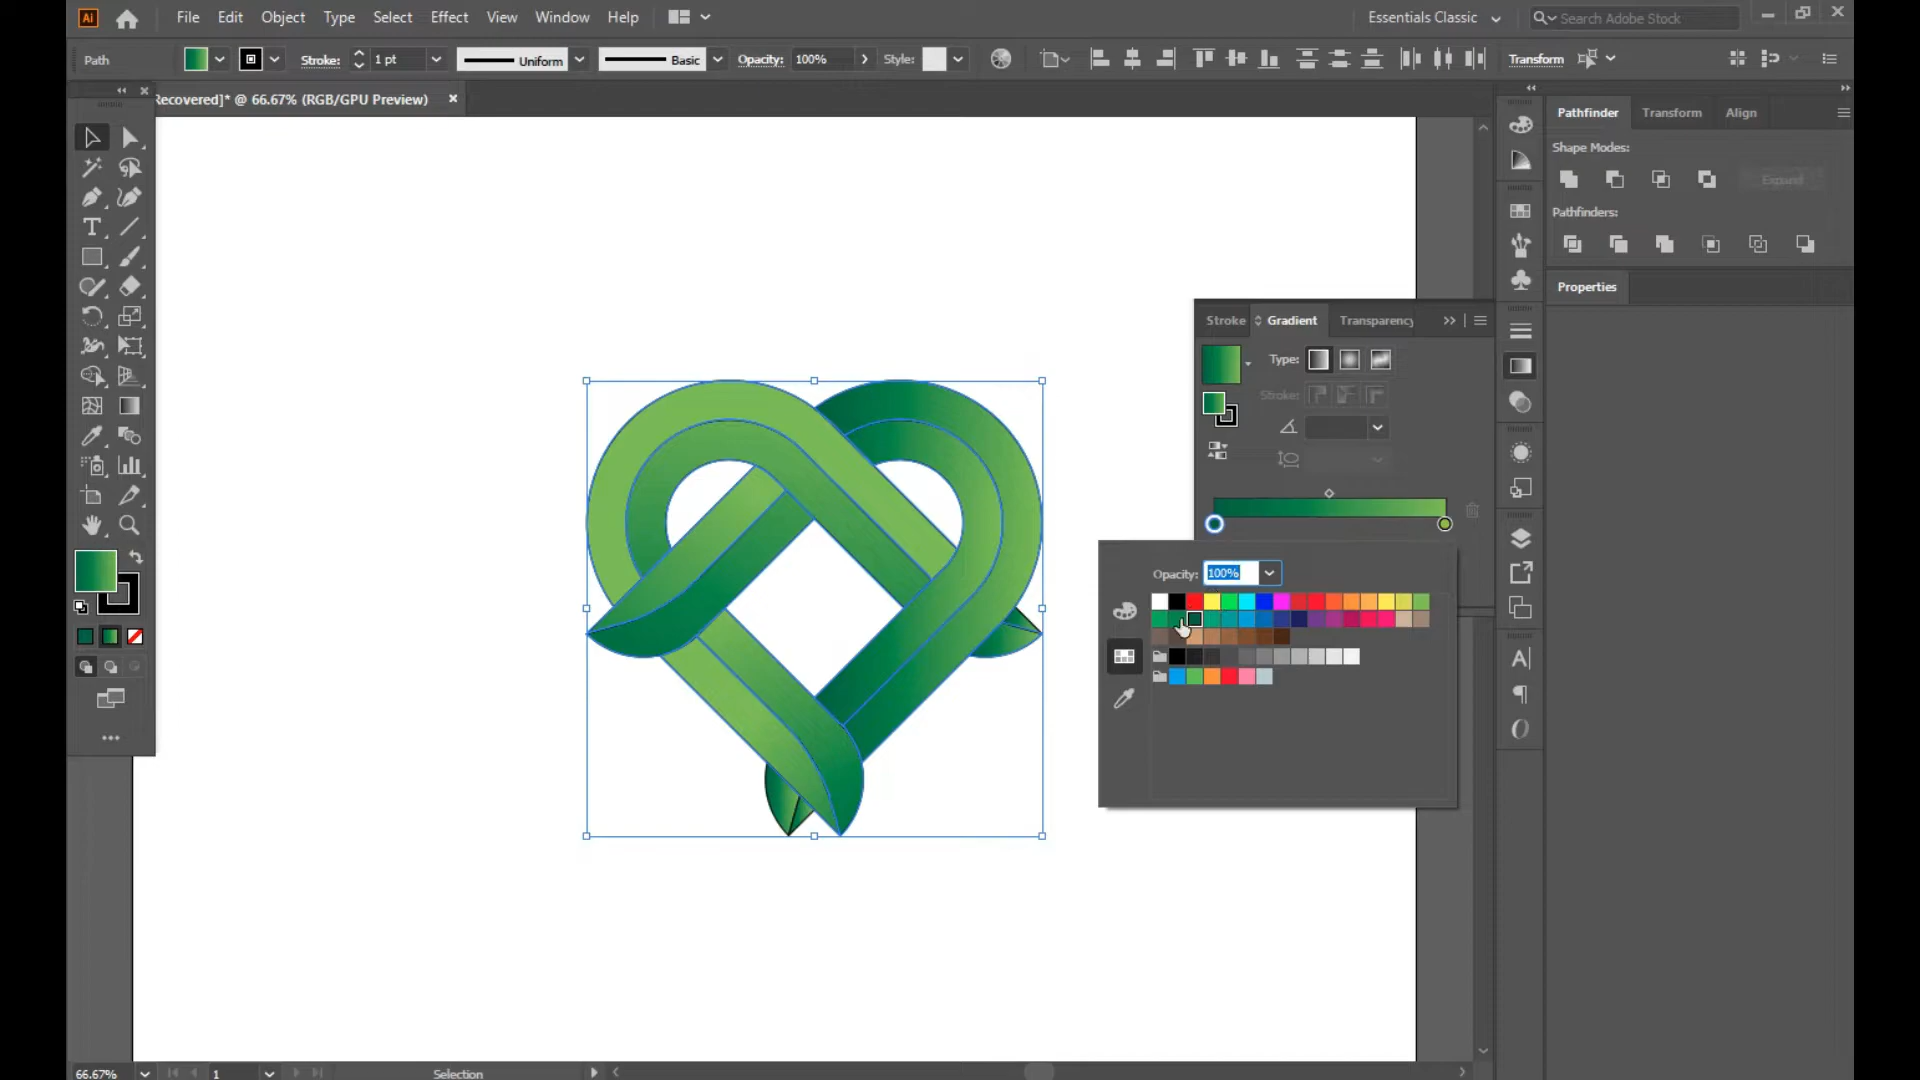 Ai File Edit Object Type Select Effect View Window Help Essentials Classic Search Adobe Stock
Path Stroke: 1 pt Uniform Basic Opacity: 100% Style: Transform
Recovered]* @ 66.67% (RGB/GPU Preview)
Pathfinder Transform Align
Shape Modes:
Expand
Pathfinders:
Properties
Stroke Gradient Transparency
Type:
Stroke:
Opacity: 100%
66.67% 1 Selection